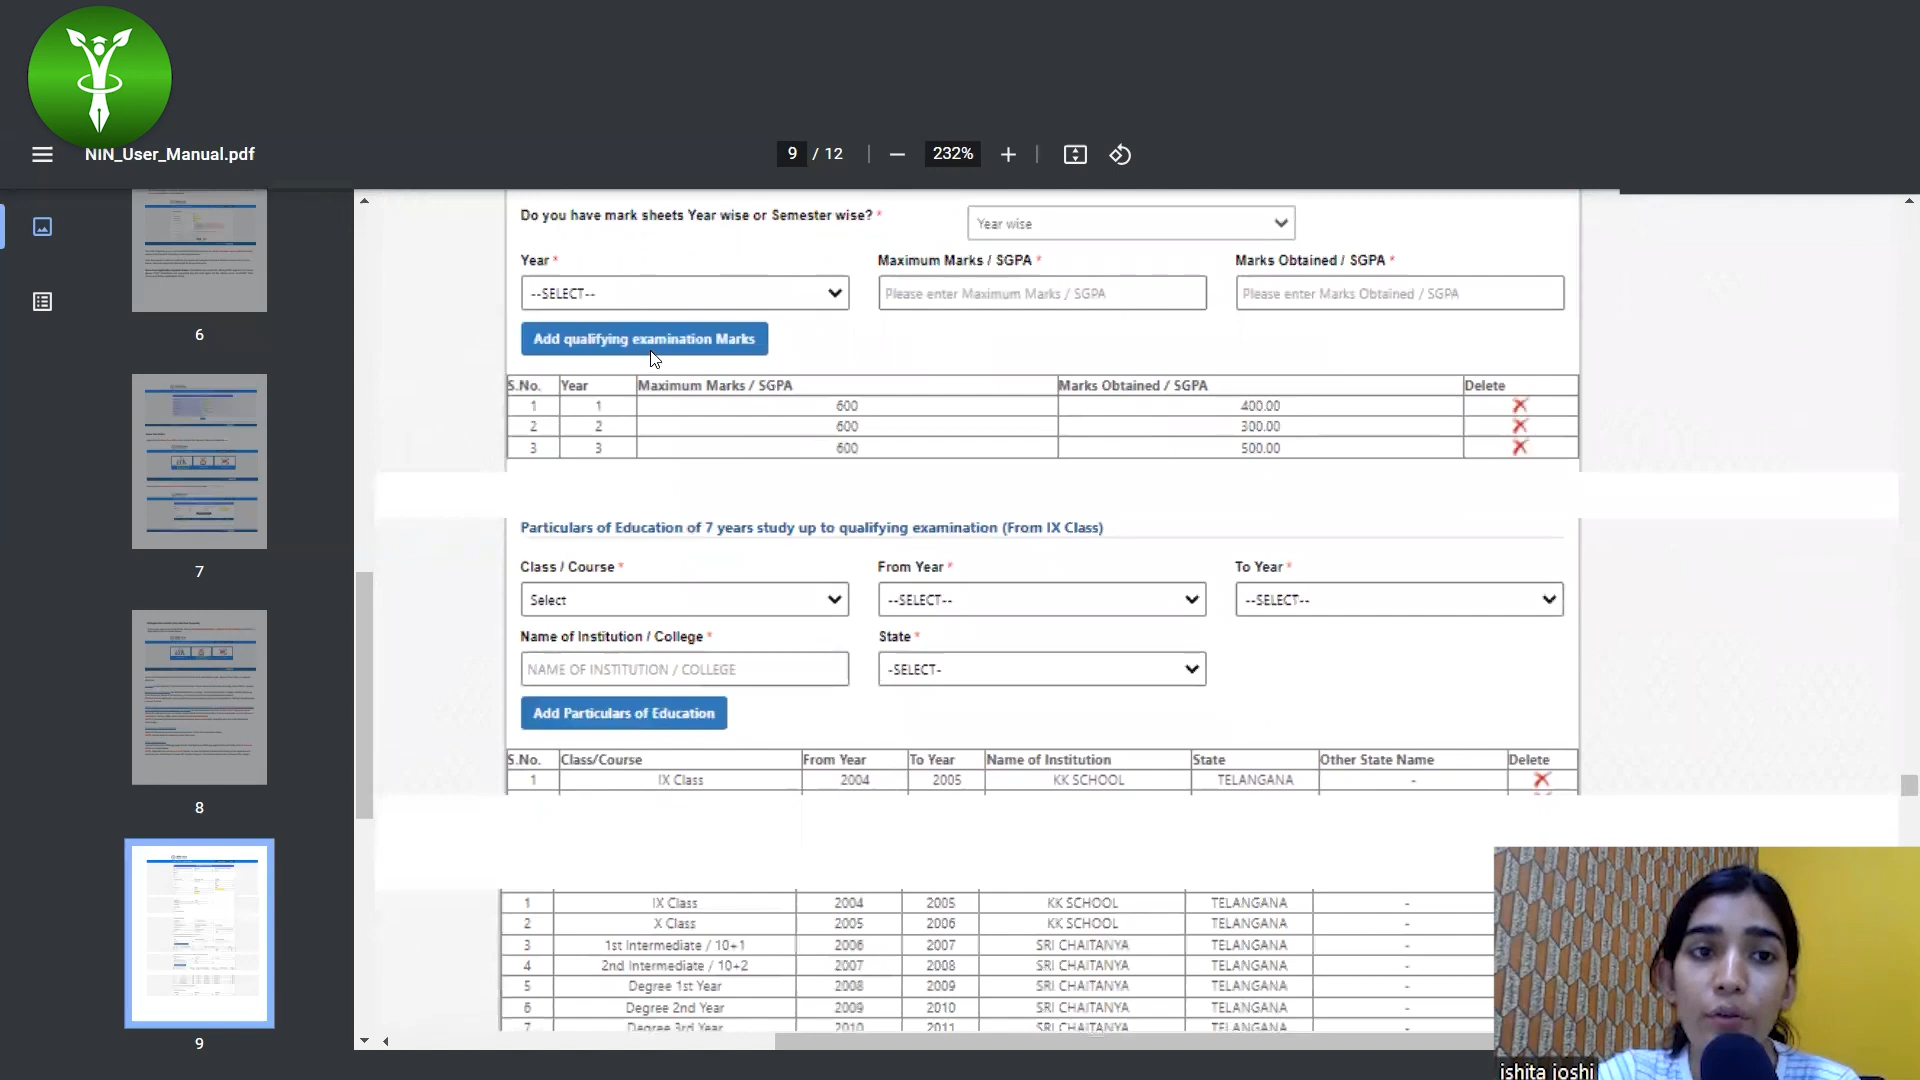 NIN_User_Manual.pdf
9 / 12
232%
6
7
8
9
Do you have mark sheets Year wise or Semester wise? *
Year wise
Year * Maximum Marks / SGPA * Marks Obtained / SGPA *
--SELECT-- Please enter Maximum Marks / SGPA Please enter Marks Obtained / SGPA
Add qualifying examination Marks
S.No. Year Maximum Marks / SGPA Marks Obtained / SGPA Delete
1 1 600 400.00
2 2 600 300.00
3 3 600 500.00
Particulars of Education of 7 years study up to qualifying examination (From IX Class)
Class / Course * From Year * To Year *
Select --SELECT-- --SELECT--
Name of Institution / College * State *
NAME OF INSTITUTION / COLLEGE -SELECT-
Add Particulars of Education
S.No. Class/Course From Year To Year Name of Institution State Other State Name Delete
1 IX Class 2004 2005 KK SCHOOL TELANGANA -
1 IX Class 2004 2005 KK SCHOOL TELANGANA -
2 X Class 2005 2006 KK SCHOOL TELANGANA -
3 1st Intermediate / 10+1 2006 2007 SRI CHAITANYA TELANGANA -
4 2nd Intermediate / 10+2 2007 2008 SRI CHAITANYA TELANGANA -
5 Degree 1st Year 2008 2009 SRI CHAITANYA TELANGANA -
6 Degree 2nd Year 2009 2010 SRI CHAITANYA TELANGANA -
7 Degree 3rd Year 2010 2011 SRI CHAITANYA TELANGANA -
ishita joshi